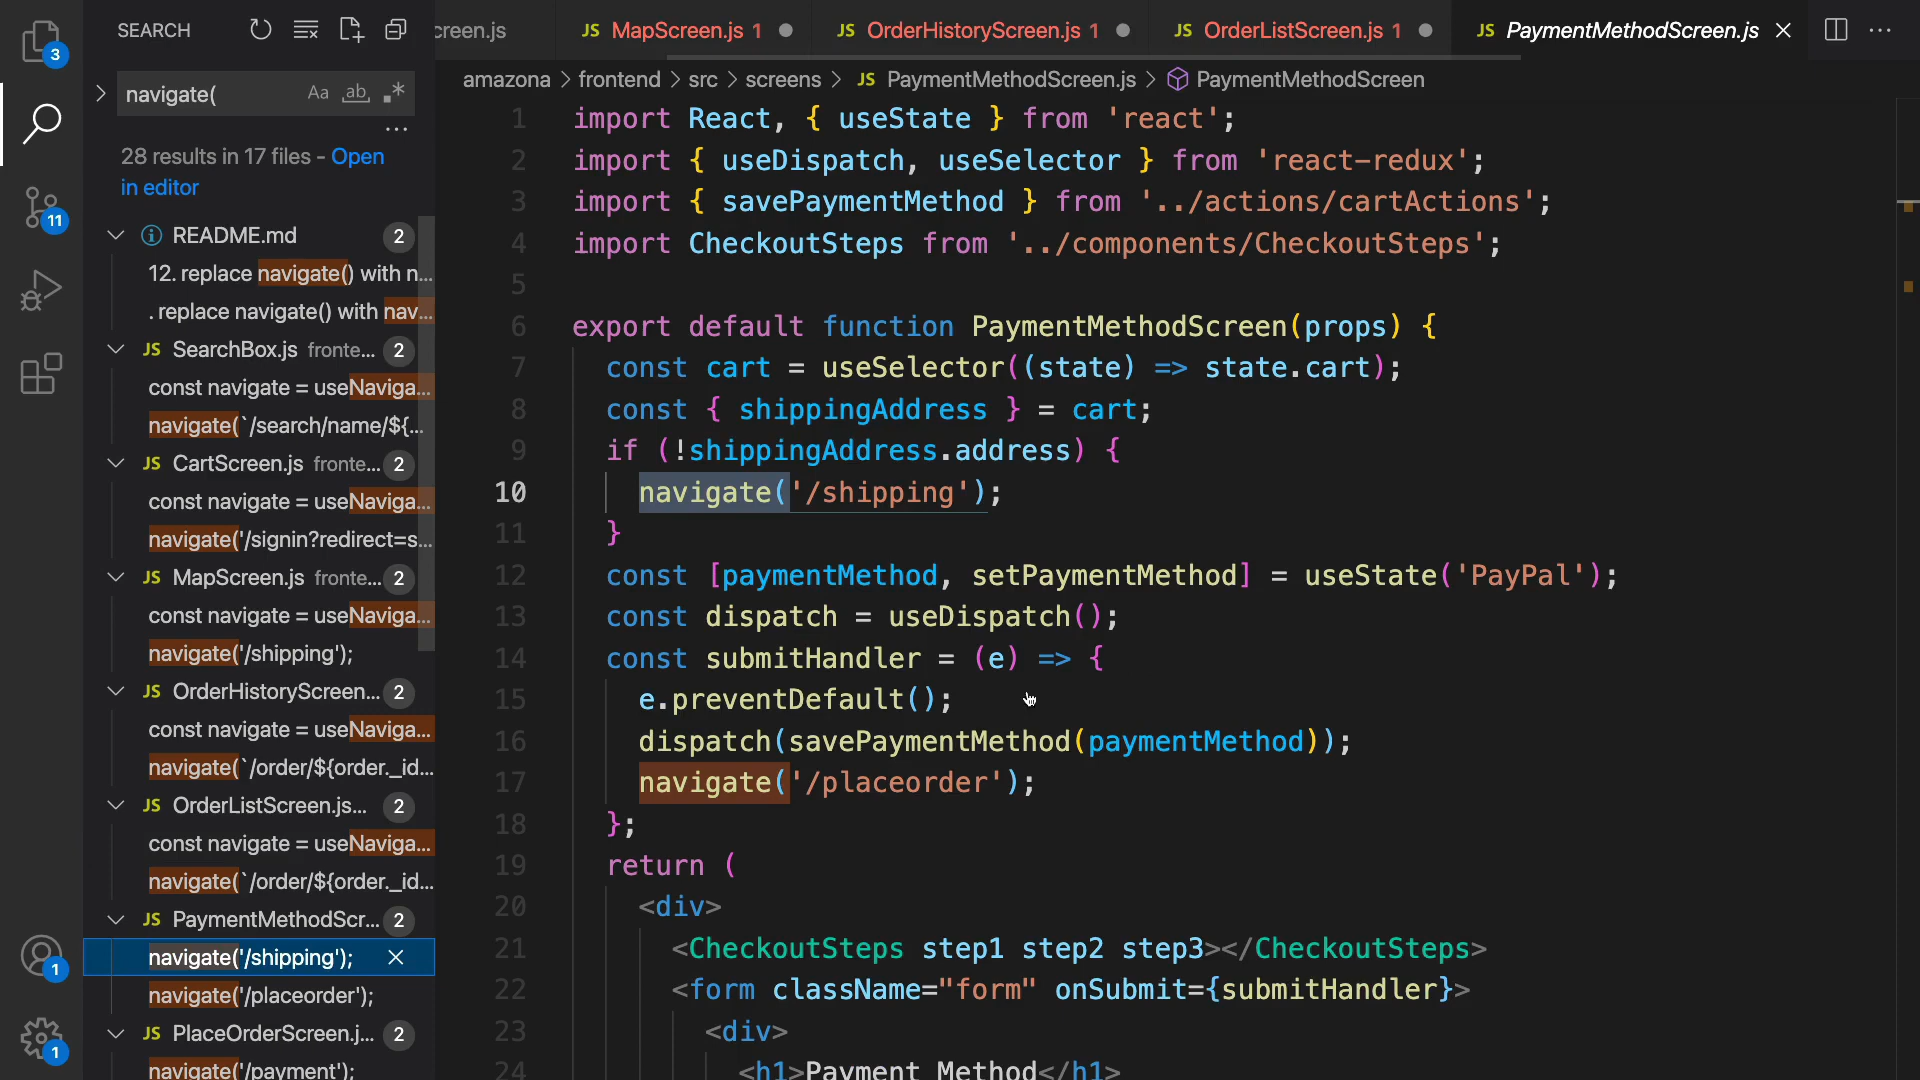 SEARCH
creen.js
JS MapScreen.js 1
JS OrderHistoryScreen.js 1
JS OrderListScreen.js 1
JS PaymentMethodScreen.js
3
navigate(
Aa ab .*
amazona > frontend > src > screens > JS PaymentMethodScreen.js > PaymentMethodScreen
28 results in 17 files - Open
in editor
11
README.md 2
12. replace navigate() with n...
. replace navigate() with nav...
JS SearchBox.js fronte... 2
const navigate = useNaviga...
navigate(`/search/name/${...
JS CartScreen.js fronte... 2
const navigate = useNaviga...
navigate('/signin?redirect=s...
JS MapScreen.js fronte... 2
const navigate = useNaviga...
navigate('/shipping');
JS OrderHistoryScreen... 2
const navigate = useNaviga...
navigate(`/order/${order._id...
JS OrderListScreen.js... 2
const navigate = useNaviga...
navigate(`/order/${order._id...
JS PaymentMethodScr... 2
navigate('/shipping');
navigate('/placeorder');
JS PlaceOrderScreen.j... 2
navigate('/payment');
1
1
1 import React, { useState } from 'react';
2 import { useDispatch, useSelector } from 'react-redux';
3 import { savePaymentMethod } from '../actions/cartActions';
4 import CheckoutSteps from '../components/CheckoutSteps';
5
6 export default function PaymentMethodScreen(props) {
7 const cart = useSelector((state) => state.cart);
8 const { shippingAddress } = cart;
9 if (!shippingAddress.address) {
10 navigate('/shipping');
11 }
12 const [paymentMethod, setPaymentMethod] = useState('PayPal');
13 const dispatch = useDispatch();
14 const submitHandler = (e) => {
15 e.preventDefault();
16 dispatch(savePaymentMethod(paymentMethod));
17 navigate('/placeorder');
18 };
19 return (
20 <div>
21 <CheckoutSteps step1 step2 step3></CheckoutSteps>
22 <form className="form" onSubmit={submitHandler}>
23 <div>
24 <h1>Payment Method</h1>